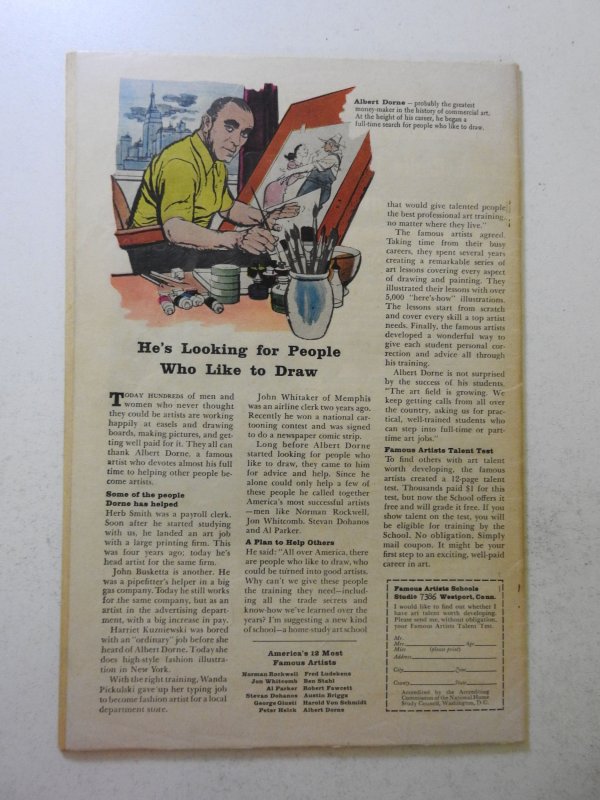 Albert Dorne — probably the greatest
money-maker in the history of commercial art.
At the height of his career, he began a
full-time search for people who like to draw.
He's Looking for People
Who Like to Draw
TODAY HUNDREDS of men and
women who never thought
they could be artists are working
happily at easels and drawing
boards, making pictures, and get-
ting well paid for it. They all can
thank Albert Dorne, a famous
artist who devotes almost his full
time to helping other people be-
come artists.
Some of the people
Dorne has helped
Herb Smith was a payroll clerk.
Soon after he started studying
with us, he landed an art job
with a large printing firm. This
was four years ago; today he's
head artist for the same firm.
John Busketta is another. He
was a pipefitter's helper in a big
gas company. Today he still works
for the same company, but as an
artist in the advertising depart-
ment, with a big increase in pay.
Harriet Kuzniewski was bored
with an "ordinary" job before she
heard of Albert Dorne. Today she
does high-style fashion illustra-
tion in New York.
With the right training, Wanda
Pickulski gave up her typing job
to become fashion artist for a local
department store.
John Whitaker of Memphis
was an airline clerk two years ago.
Recently he won a national car-
tooning contest and was signed
to do a newspaper comic strip.
Long before Albert Dorne
started looking for people who
like to draw, they came to him
for advice and help. Since he
alone could only help a few of
these people he called together
America's most successful artists
—men like Norman Rockwell,
Jon Whitcomb, Stevan Dohanos
and Al Parker.
A Plan to Help Others
He said: "All over America, there
are people who like to draw, who
could be turned into good artists.
Why can't we give these people
the training they need—includ-
ing all the trade secrets and
know-how we've learned over the
years? I'm suggesting a new kind
of school—a home-study art school
America's 12 Most
Famous Artists
Norman Rockwell Fred Ludekens
Jon Whitcomb Ben Stahl
Al Parker Robert Fawcett
Stevan Dohanos Austin Briggs
George Giusti Harold Von Schmidt
Peter Helck Albert Dorne
that would give talented people
the best professional art training,
no matter where they live."
The famous artists agreed.
Taking time from their busy
careers, they spent several years
creating a remarkable series of
art lessons covering every aspect
of drawing and painting. They
illustrated their lessons with over
5,000 "here's-how" illustrations.
The lessons start from scratch
and cover every skill a top artist
needs. Finally, the famous artists
developed a wonderful way to
give each student personal cor-
rection and advice all through
his training.
Albert Dorne is not surprised
by the success of his students.
"The art field is growing. We
keep getting calls from all over
the country, asking us for prac-
tical, well-trained students who
can step into full-time or part-
time art jobs."
Famous Artists Talent Test
To find others with art talent
worth developing, the famous
artists created a 12-page talent
test. Thousands paid $1 for this
test, but now the School offers it
free and will grade it free. If you
show talent on the test, you will
be eligible for training by the
School. No obligation. Simply
mail coupon. It might be your
first step to an exciting, well-paid
career in art.
Famous Artists Schools
Studio 7386 Westport, Conn.
I would like to find out whether I
have art talent worth developing.
Please send me, without obligation,
your Famous Artists Talent Test.
Mr.
Mrs. Age
Miss (please print)
Address
City Zone
County State
Accredited by the Accrediting
Commission of the National Home
Study Council, Washington, D.C.